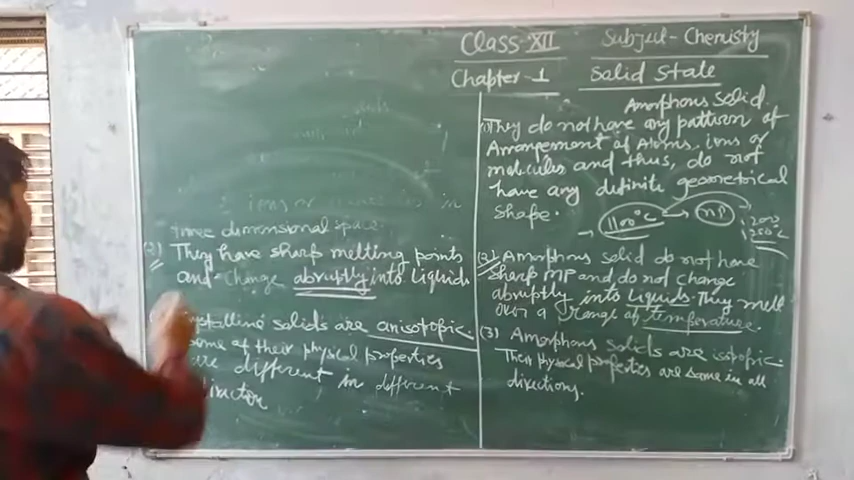 Class-XII Subject-Chemistry
Chapter-1 Solid State
three dimensional space
(2) They have sharp melting points
and change abruptly into liquids.
Crystalline solids are anisotropic.
some of their physical properties
are different in different
direction
Amorphous Solid.
(1) They do not have any pattern of
Arrangement of Atoms, ions or
molecules and thus, do not
have any definite geometrical
shape.
1100°C mp
1200
1250°C
(2) Amorphous solids do not have
sharp MP and do not change
abruptly into liquids. They melt
over a range of temperature.
(3) Amorphous solids are isotopic.
Their physical properties are same in all
directions.